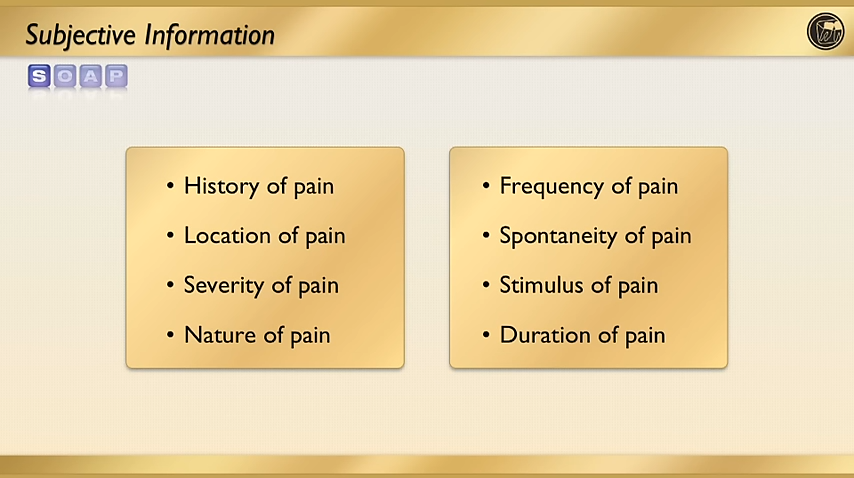 Subjective Information
SOAP
• History of pain
• Location of pain
• Severity of pain
• Nature of pain
• Frequency of pain
• Spontaneity of pain
• Stimulus of pain
• Duration of pain